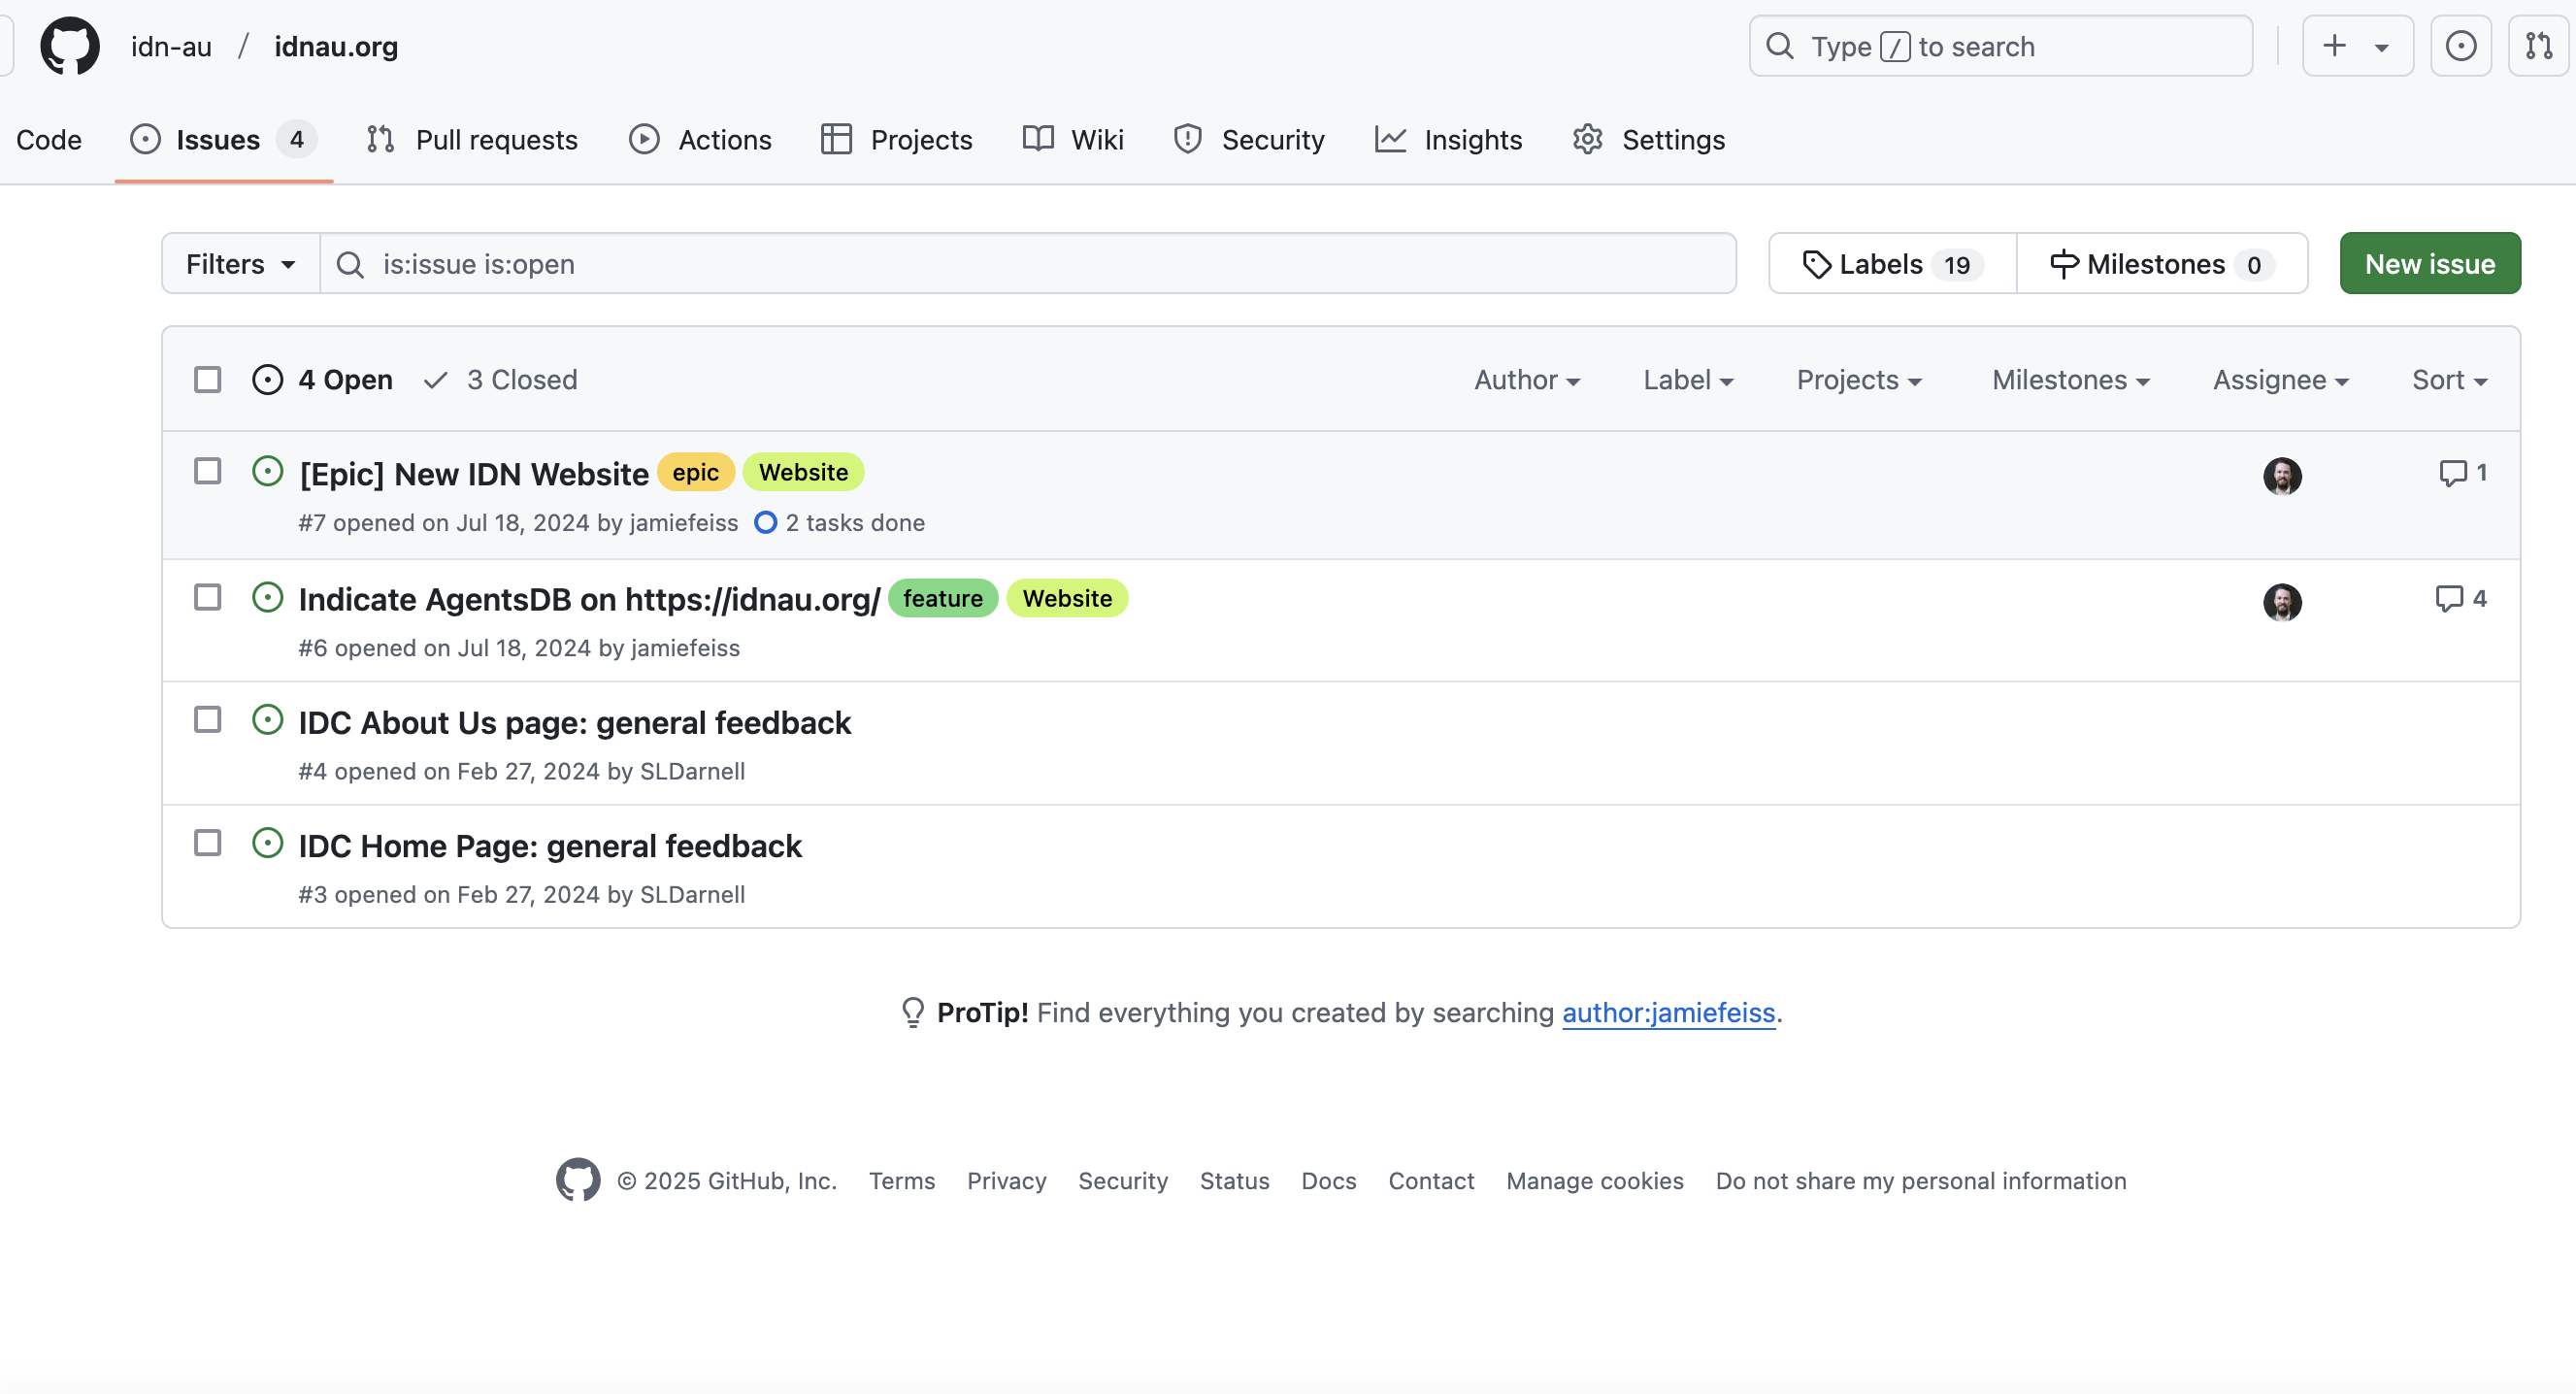 idn-au / idnau.org
Type / to search
Code Issues 4 Pull requests Actions Projects Wiki Security Insights Settings
Filters is:issue is:open Labels 19 Milestones 0 New issue
4 Open 3 Closed Author Label Projects Milestones Assignee Sort
[Epic] New IDN Website epic Website 1
#7 opened on Jul 18, 2024 by jamiefeiss 2 tasks done
Indicate AgentsDB on https://idnau.org/ feature Website 4
#6 opened on Jul 18, 2024 by jamiefeiss
IDC About Us page: general feedback
#4 opened on Feb 27, 2024 by SLDarnell
IDC Home Page: general feedback
#3 opened on Feb 27, 2024 by SLDarnell
ProTip! Find everything you created by searching author:jamiefeiss.
© 2025 GitHub, Inc. Terms Privacy Security Status Docs Contact Manage cookies Do not share my personal information